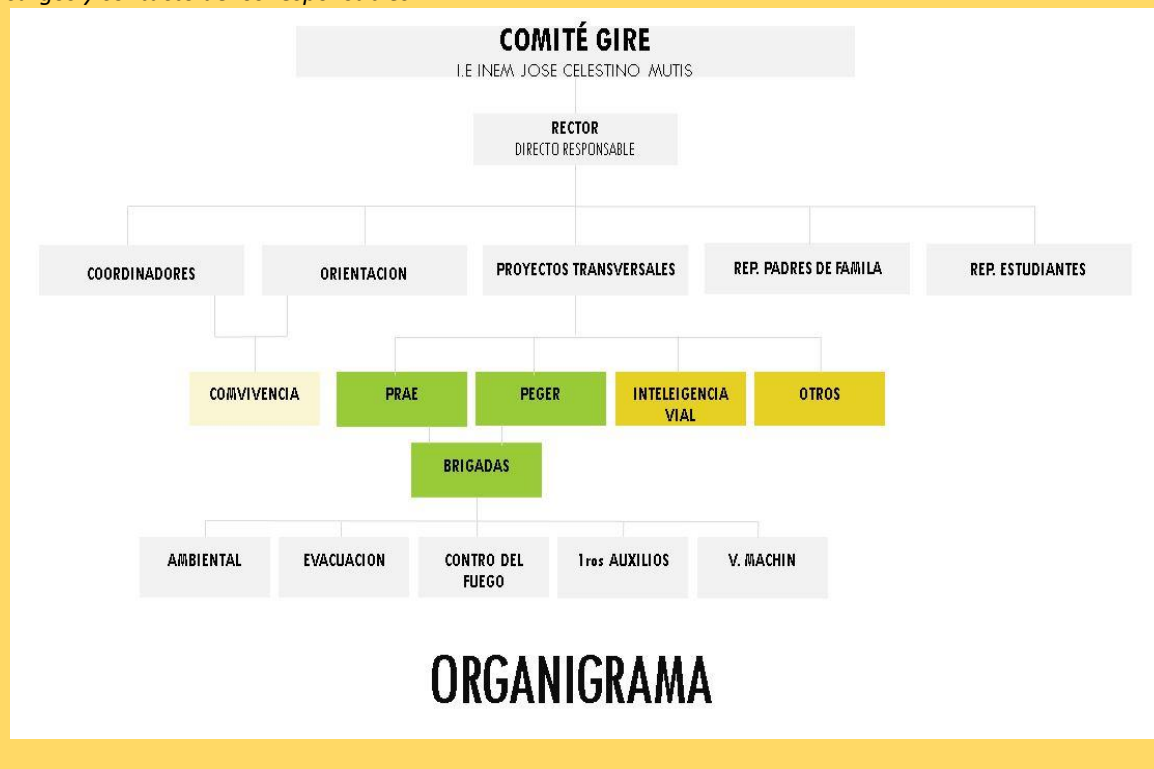 COMITÉ GIRE
I.E INEM JOSE CELESTINO MUTIS
RECTOR
DIRECTO RESPONSABLE
COORDINADORES
ORIENTACION
PROYECTOS TRANSVERSALES
REP. PADRES DE FAMILA
REP. ESTUDIANTES
COMVIVENCIA
PRAE
PEGER
INTELEIGENCIA
VIAL
OTROS
BRIGADAS
AMBIENTAL
EVACUACION
CONTRO DEL
FUEGO
1ros AUXILIOS
V. MACHIN
ORGANIGRAMA